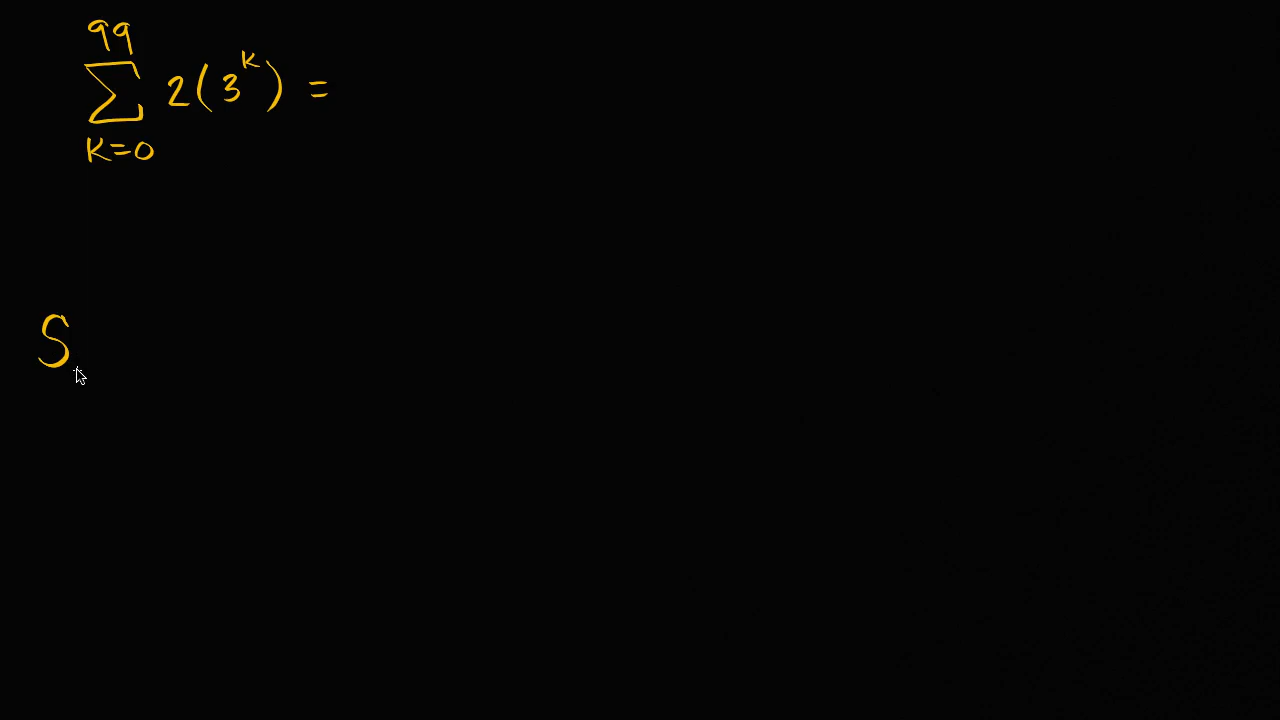 99
∑ 2(3^k) =
K=0
S